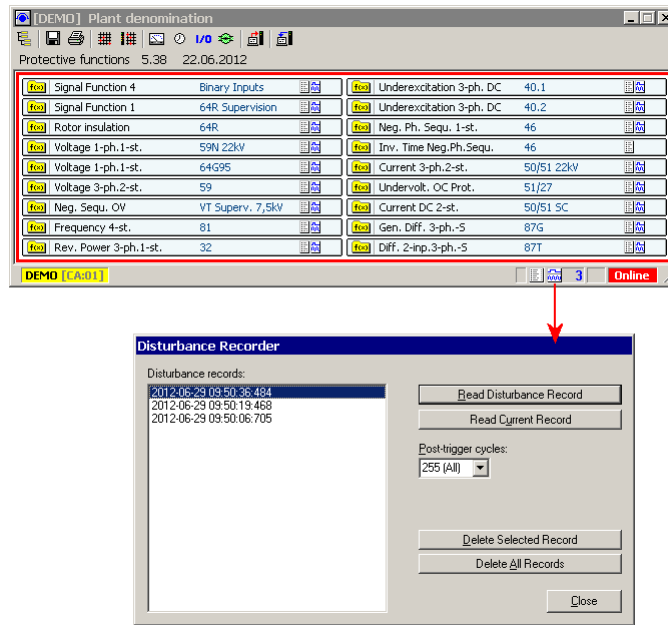 [DEMO] Plant denomination
I/O
Protective functions 5.38 22.06.2012
f(x) Signal Function 4 Binary Inputs
f(x) Underexcitation 3-ph. DC 40.1
f(x) Signal Function 1 64R Supervision
f(x) Underexcitation 3-ph. DC 40.2
f(x) Rotor insulation 64R
f(x) Neg. Ph. Sequ. 1-st. 46
f(x) Voltage 1-ph.1-st. 59N 22kV
f(x) Inv. Time Neg.Ph.Sequ. 46
f(x) Voltage 1-ph.1-st. 64G95
f(x) Current 3-ph.2-st. 50/51 22kV
f(x) Voltage 3-ph.2-st. 59
f(x) Undervolt. OC Prot. 51/27
f(x) Neg. Sequ. OV VT Superv. 7,5kV
f(x) Current DC 2-st. 50/51 SC
f(x) Frequency 4-st. 81
f(x) Gen. Diff. 3-ph.-S 87G
f(x) Rev. Power 3-ph.1-st. 32
f(x) Diff. 2-inp.3-ph.-S 87T
DEMO [CA:01] 3 Online
Disturbance Recorder
Disturbance records:
2012-06-29 09:50:36:484
2012-06-29 09:50:19:468
2012-06-29 09:50:06:705
Read Disturbance Record
Read Current Record
Post-trigger cycles:
255 (All)
Delete Selected Record
Delete All Records
Close